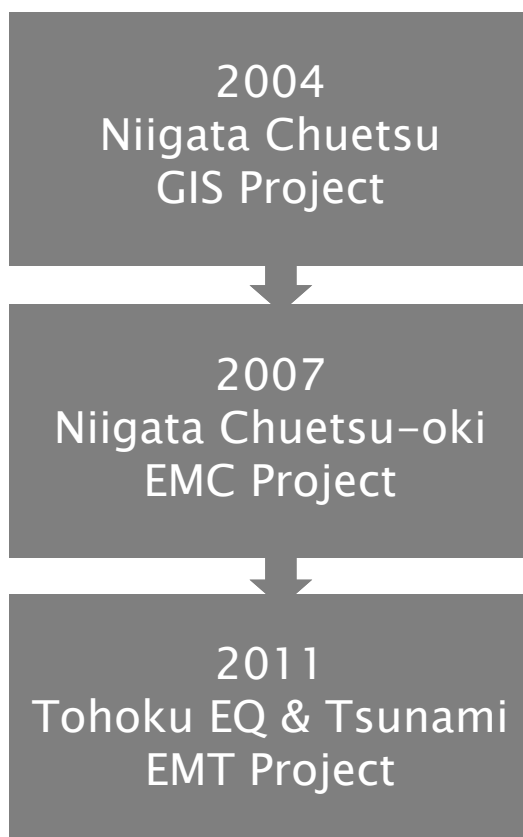 2004
Niigata Chuetsu
GIS Project
2007
Niigata Chuetsu-oki
EMC Project
2011
Tohoku EQ & Tsunami
EMT Project